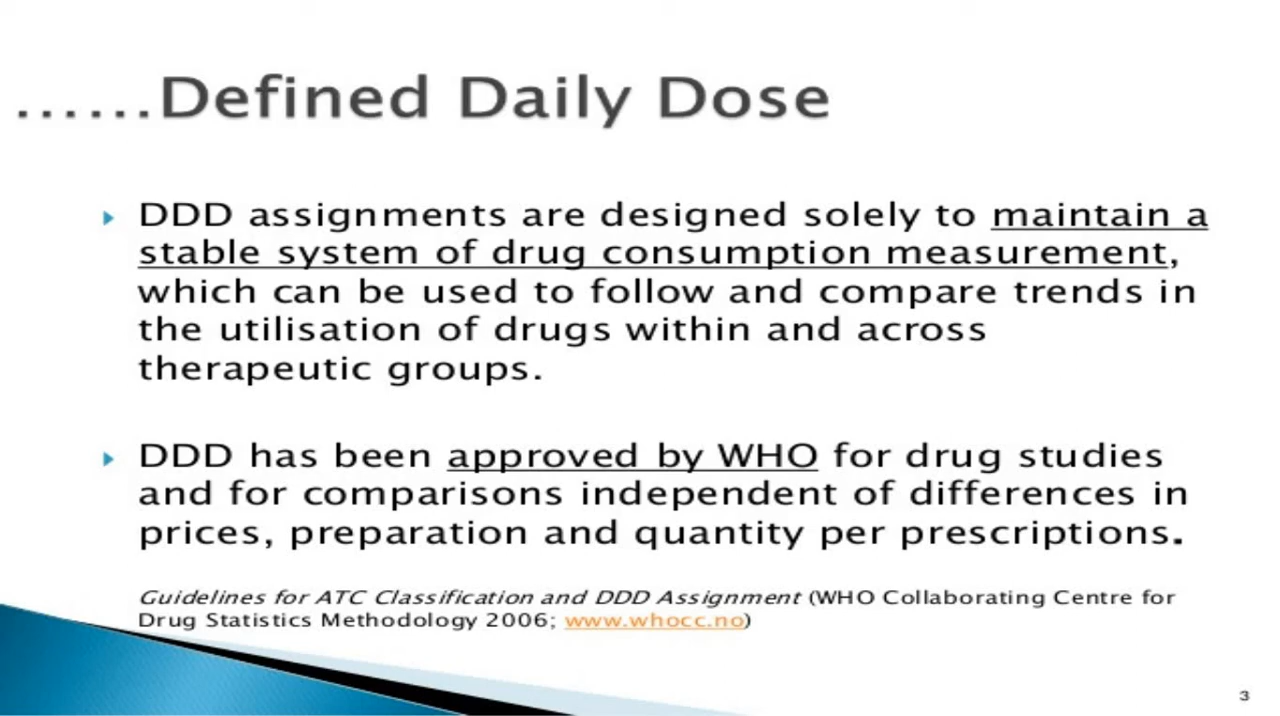 ......Defined Daily Dose
DDD assignments are designed solely to maintain a
stable system of drug consumption measurement,
which can be used to follow and compare trends in
the utilisation of drugs within and across
therapeutic groups.
DDD has been approved by WHO for drug studies
and for comparisons independent of differences in
prices, preparation and quantity per prescriptions.
Guidelines for ATC Classification and DDD Assignment (WHO Collaborating Centre for
Drug Statistics Methodology 2006; www.whocc.no)
3